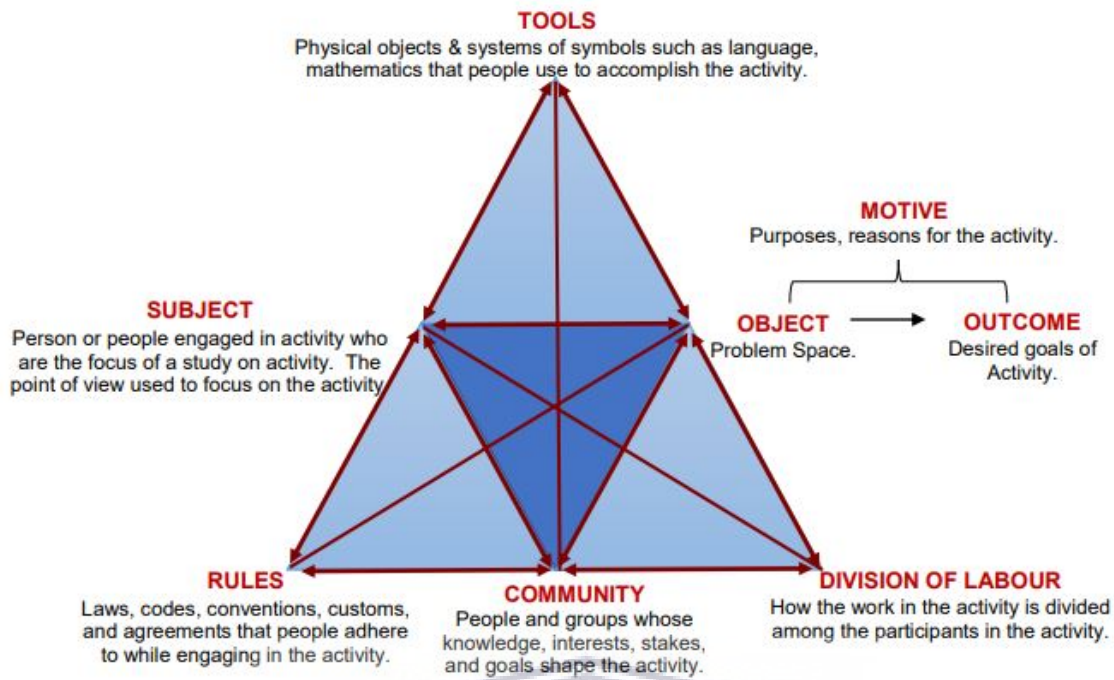 TOOLS
Physical objects & systems of symbols such as language,
mathematics that people use to accomplish the activity.
MOTIVE
Purposes, reasons for the activity.
SUBJECT
Person or people engaged in activity who
are the focus of a study on activity. The
point of view used to focus on the activity
OBJECT
Problem Space.
OUTCOME
Desired goals of
Activity.
RULES
Laws, codes, conventions, customs,
and agreements that people adhere
to while engaging in the activity.
COMMUNITY
People and groups whose
knowledge, interests, stakes,
and goals shape the activity.
DIVISION OF LABOUR
How the work in the activity is divided
among the participants in the activity.